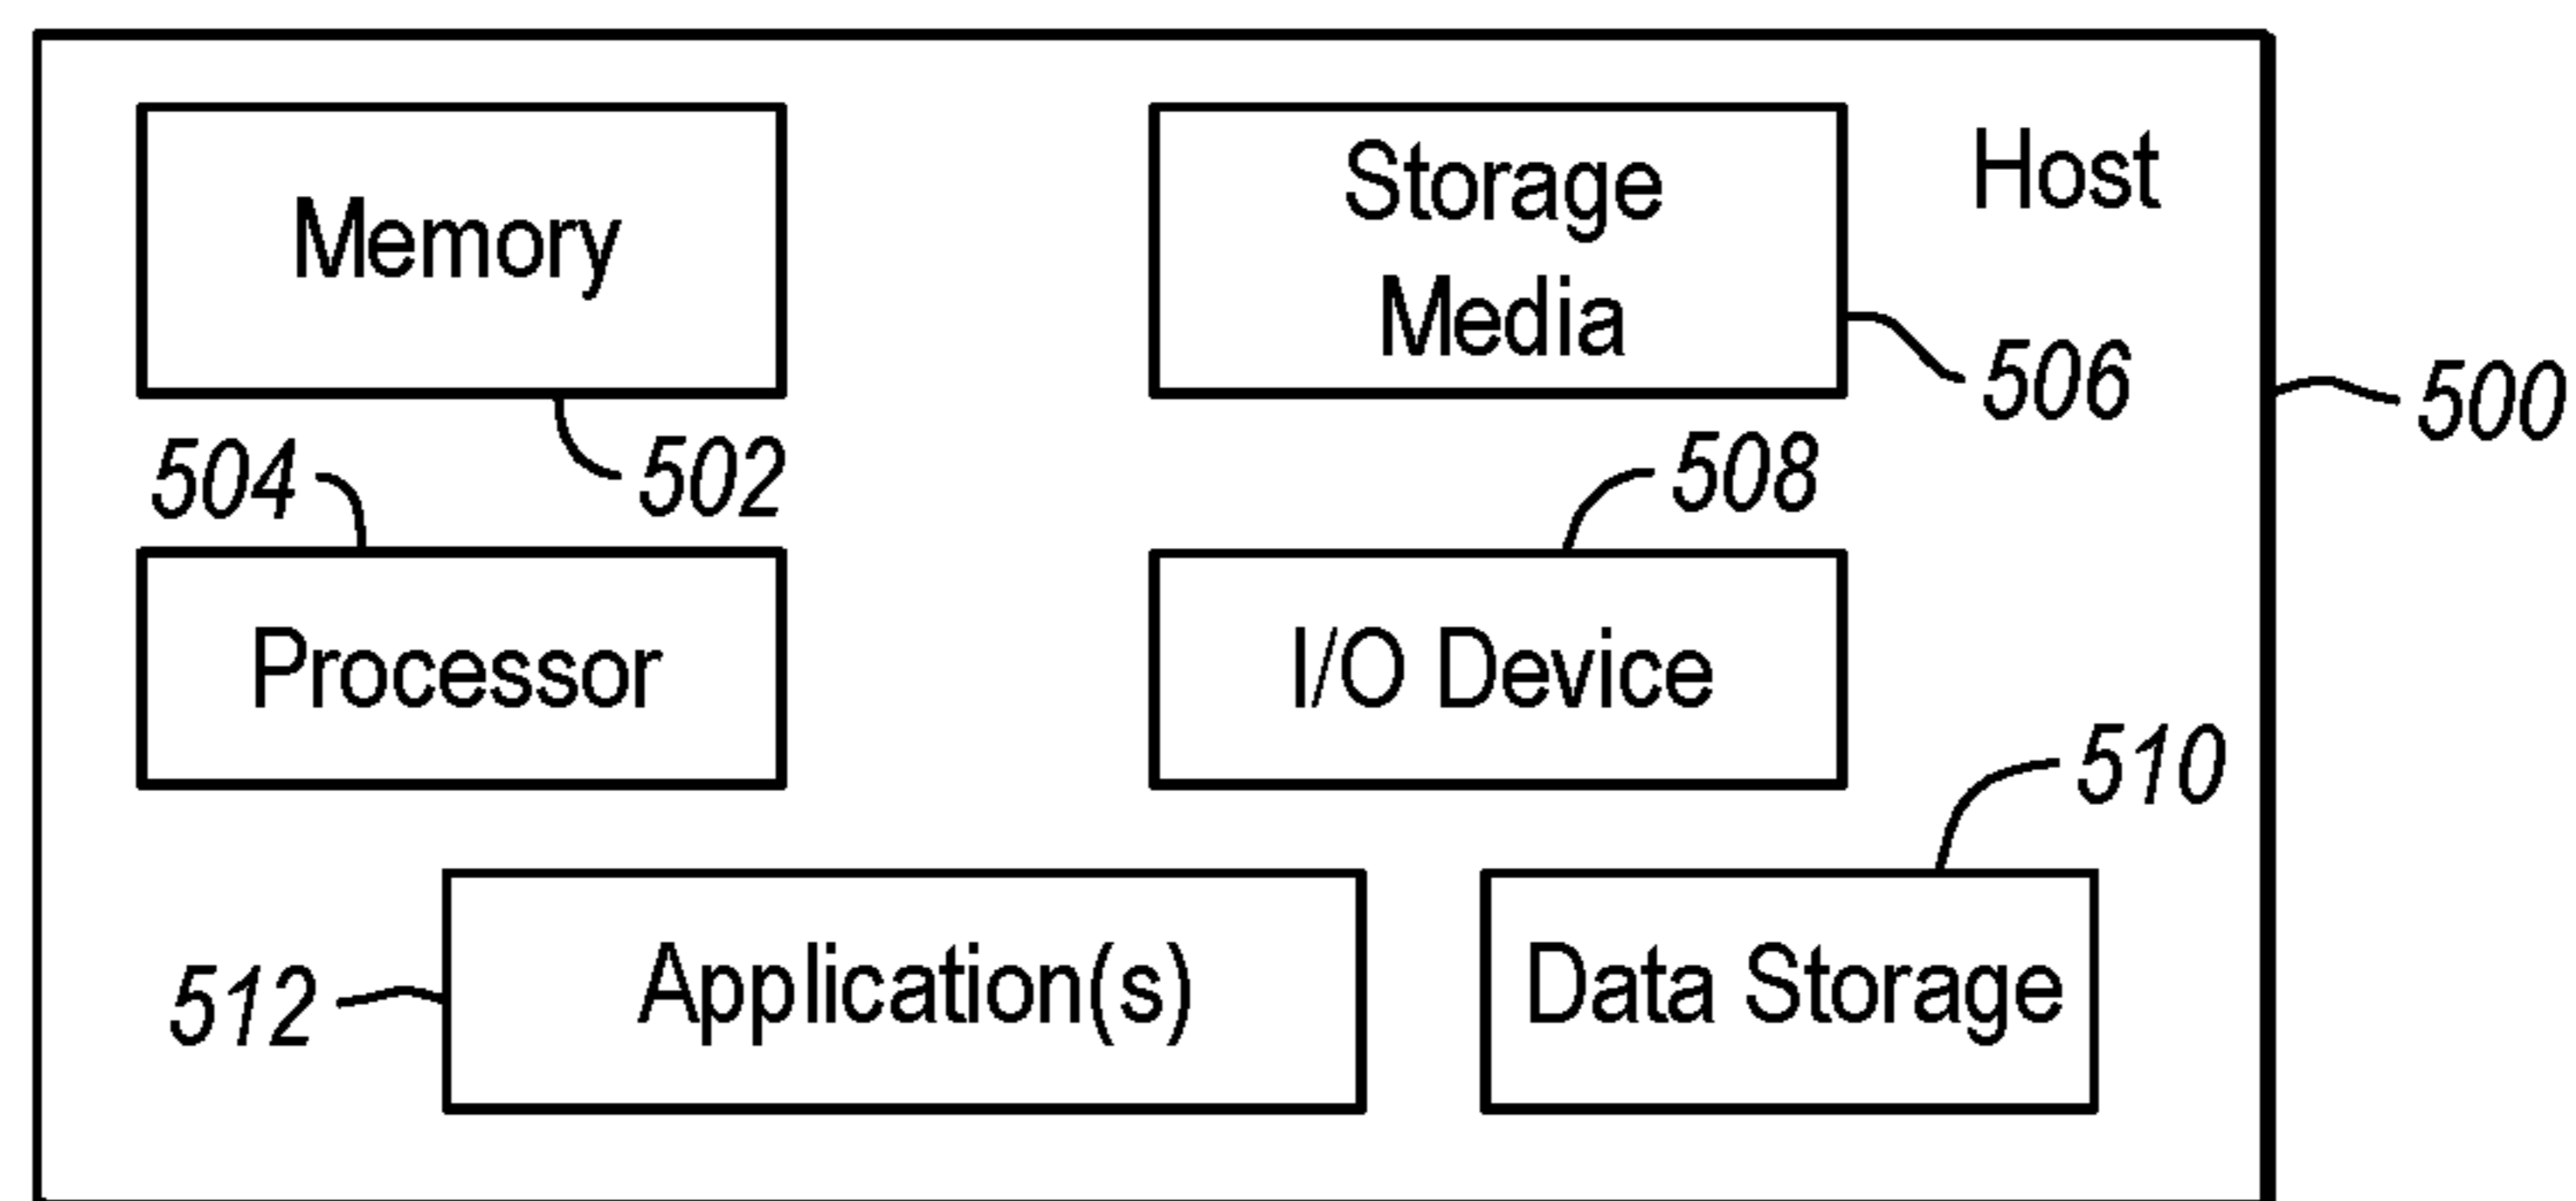 Memory
Storage
Media
Host
506
500
504
502
508
Processor
I/O Device
510
512
Application(s)
Data Storage